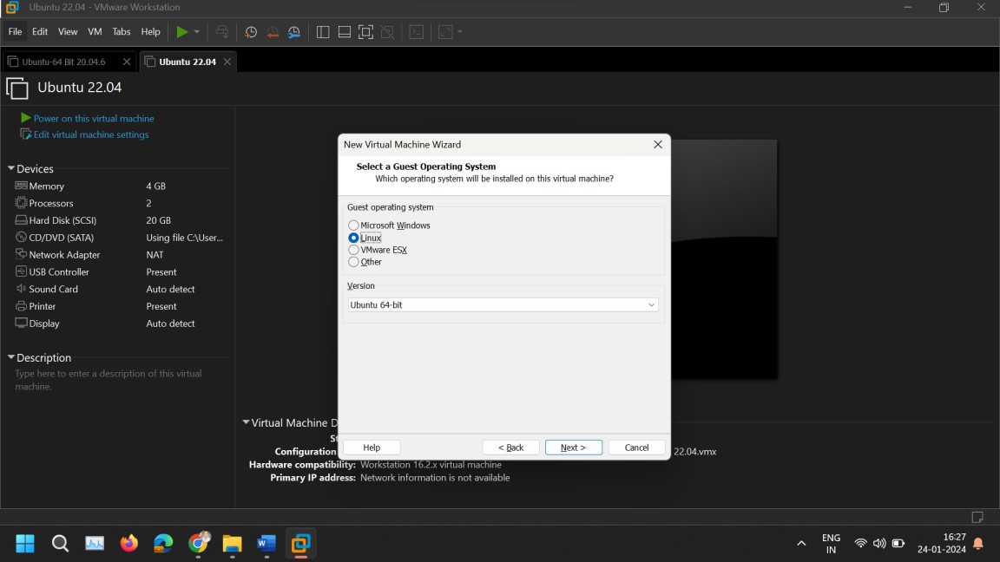 Ubuntu 22.04 - VMware Workstation
File Edit View VM Tabs Help
Ubuntu-64 Bit 20.04.6
Ubuntu 22.04
Ubuntu 22.04
Power on this virtual machine
Edit virtual machine settings
Devices
Memory 4 GB
Processors 2
Hard Disk (SCSI) 20 GB
CD/DVD (SATA) Using file C:\User...
Network Adapter NAT
USB Controller Present
Sound Card Auto detect
Printer Present
Display Auto detect
Description
Type here to enter a description of this virtual
machine.
New Virtual Machine Wizard
Select a Guest Operating System
Which operating system will be installed on this virtual machine?
Guest operating system
Microsoft Windows
Linux
VMware ESX
Other
Version
Ubuntu 64-bit
Help < Back Next > Cancel
Virtual Machine D
St
Configuration 22.04.vmx
Hardware compatibility: Workstation 16.2.x virtual machine
Primary IP address: Network information is not available
ENG
IN
16:27
24-01-2024